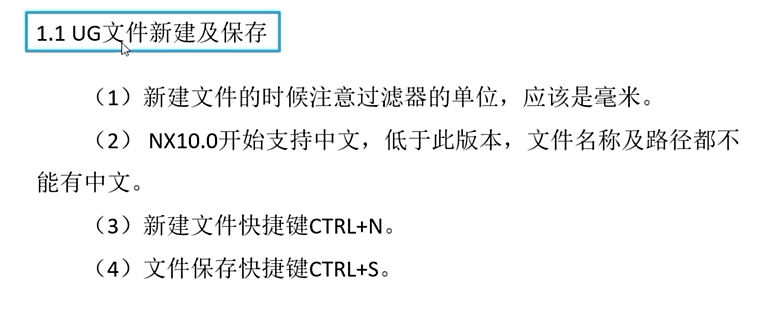 1.1 UG文件新建及保存
（1）新建文件的时候注意过滤器的单位，应该是毫米。
（2） NX10.0开始支持中文，低于此版本，文件名称及路径都不
能有中文。
（3）新建文件快捷键CTRL+N。
（4）文件保存快捷键CTRL+S。